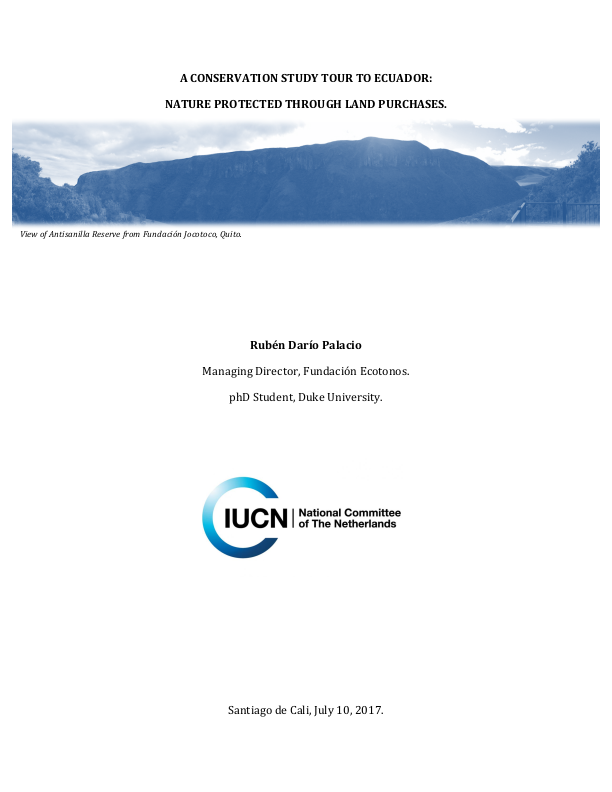 A CONSERVATION STUDY TOUR TO ECUADOR:
NATURE PROTECTED THROUGH LAND PURCHASES.
View of Antisanilla Reserve from Fundación Jocotoco, Quito.
Rubén Darío Palacio
Managing Director, Fundación Ecotonos.
phD Student, Duke University.
IUCN
National Committee
of The Netherlands
Santiago de Cali, July 10, 2017.